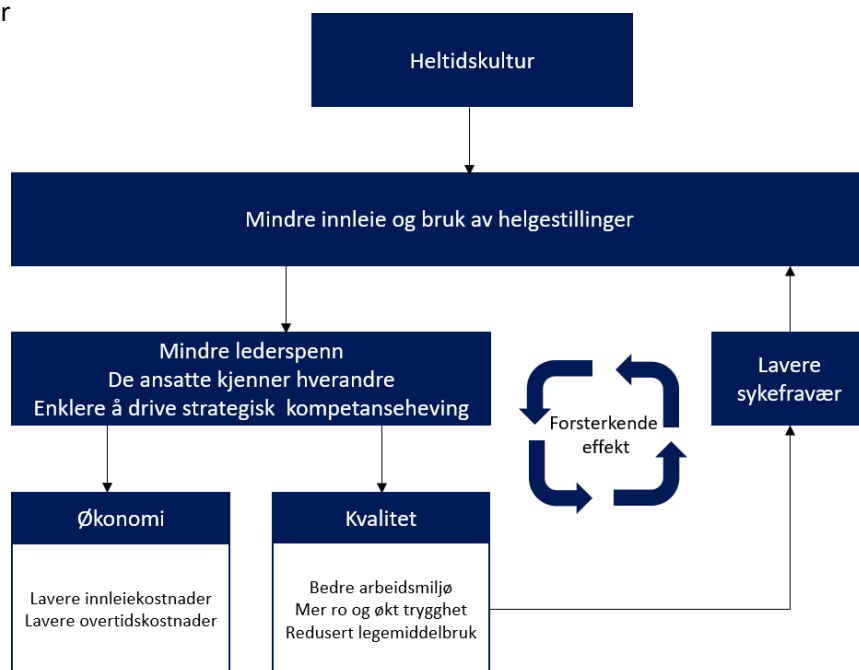 r
Heltidskultur
Mindre innleie og bruk av helgestillinger
Mindre lederspenn
De ansatte kjenner hverandre
Enklere å drive strategisk kompetanseheving
Lavere
sykefravær
Forsterkende
effekt
Økonomi
Lavere innleiekostnader
Lavere overtidskostnader
Kvalitet
Bedre arbeidsmiljø
Mer ro og økt trygghet
Redusert legemiddelbruk